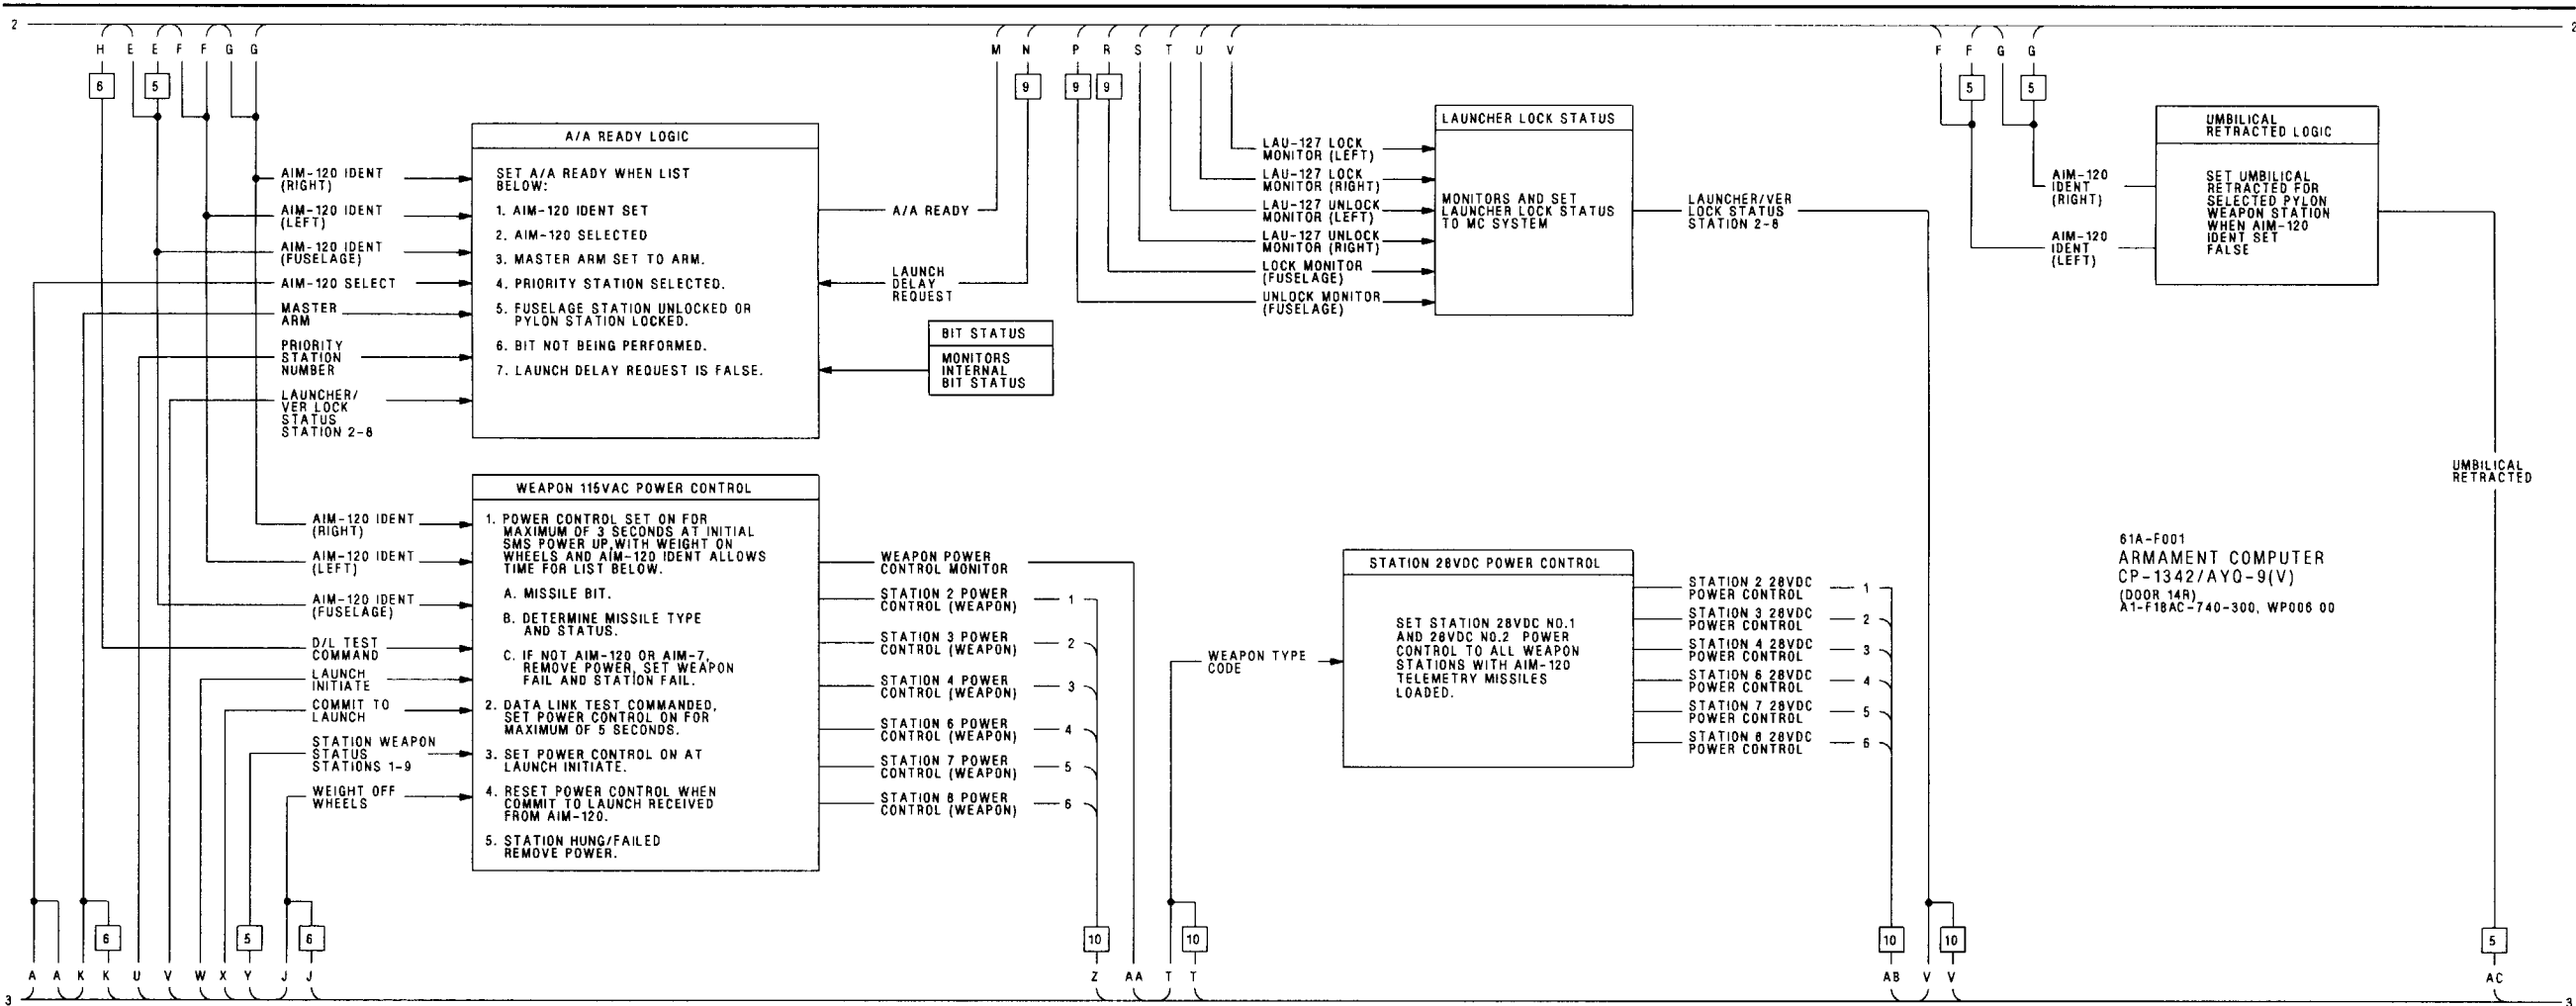 2
2
H E E F F G G
M N P R S T U V
F F G G
6
5
9
9
9
5
5
A/A READY LOGIC
SET A/A READY WHEN LIST
BELOW:
1. AIM-120 IDENT SET
2. AIM-120 SELECTED
3. MASTER ARM SET TO ARM.
4. PRIORITY STATION SELECTED.
5. FUSELAGE STATION UNLOCKED OR
PYLON STATION LOCKED.
6. BIT NOT BEING PERFORMED.
7. LAUNCH DELAY REQUEST IS FALSE.
AIM-120 IDENT
(RIGHT)
AIM-120 IDENT
(LEFT)
AIM-120 IDENT
(FUSELAGE)
AIM-120 SELECT
MASTER
ARM
PRIORITY
STATION
NUMBER
LAUNCHER/
VER LOCK
STATUS
STATION 2-8
A/A READY
LAUNCH
DELAY
REQUEST
BIT STATUS
MONITORS
INTERNAL
BIT STATUS
LAU-127 LOCK
MONITOR (LEFT)
LAU-127 LOCK
MONITOR (RIGHT)
LAU-127 UNLOCK
MONITOR (LEFT)
LAU-127 UNLOCK
MONITOR (RIGHT)
LOCK MONITOR
(FUSELAGE)
UNLOCK MONITOR
(FUSELAGE)
LAUNCHER LOCK STATUS
MONITORS AND SET
LAUNCHER LOCK STATUS
TO MC SYSTEM
LAUNCHER/VER
LOCK STATUS
STATION 2-8
AIM-120
IDENT
(RIGHT)
AIM-120
IDENT
(LEFT)
UMBILICAL
RETRACTED LOGIC
SET UMBILICAL
RETRACTED FOR
SELECTED PYLON
WEAPON STATION
WHEN AIM-120
IDENT SET
FALSE
UMBILICAL
RETRACTED
WEAPON 115VAC POWER CONTROL
1. POWER CONTROL SET ON FOR
MAXIMUM OF 3 SECONDS AT INITIAL
SMS POWER UP,WITH WEIGHT ON
WHEELS AND AIM-120 IDENT ALLOWS
TIME FOR LIST BELOW.
A. MISSILE BIT.
B. DETERMINE MISSILE TYPE
AND STATUS.
C. IF NOT AIM-120 OR AIM-7,
REMOVE POWER, SET WEAPON
FAIL AND STATION FAIL.
2. DATA LINK TEST COMMANDED,
SET POWER CONTROL ON FOR
MAXIMUM OF 5 SECONDS.
3. SET POWER CONTROL ON AT
LAUNCH INITIATE.
4. RESET POWER CONTROL WHEN
COMMIT TO LAUNCH RECEIVED
FROM AIM-120.
5. STATION HUNG/FAILED
REMOVE POWER.
AIM-120 IDENT
(RIGHT)
AIM-120 IDENT
(LEFT)
AIM-120 IDENT
(FUSELAGE)
D/L TEST
COMMAND
LAUNCH
INITIATE
COMMIT TO
LAUNCH
STATION WEAPON
STATUS
STATIONS 1-9
WEIGHT OFF
WHEELS
WEAPON POWER
CONTROL MONITOR
STATION 2 POWER
CONTROL (WEAPON) 1
STATION 3 POWER
CONTROL (WEAPON) 2
STATION 4 POWER
CONTROL (WEAPON) 3
STATION 6 POWER
CONTROL (WEAPON) 4
STATION 7 POWER
CONTROL (WEAPON) 5
STATION 8 POWER
CONTROL (WEAPON) 6
WEAPON TYPE
CODE
STATION 28VDC POWER CONTROL
SET STATION 28VDC NO.1
AND 28VDC NO.2 POWER
CONTROL TO ALL WEAPON
STATIONS WITH AIM-120
TELEMETRY MISSILES
LOADED.
STATION 2 28VDC
POWER CONTROL 1
STATION 3 28VDC
POWER CONTROL 2
STATION 4 28VDC
POWER CONTROL 3
STATION 6 28VDC
POWER CONTROL 4
STATION 7 28VDC
POWER CONTROL 5
STATION 8 28VDC
POWER CONTROL 6
61A-F001
ARMAMENT COMPUTER
CP-1342/AYQ-9(V)
(DOOR 14R)
A1-F18AC-740-300, WP006 00
6
5
6
10
10
10
10
5
A A K K U V W X Y J J
Z AA T T
AB V V
AC
3
3